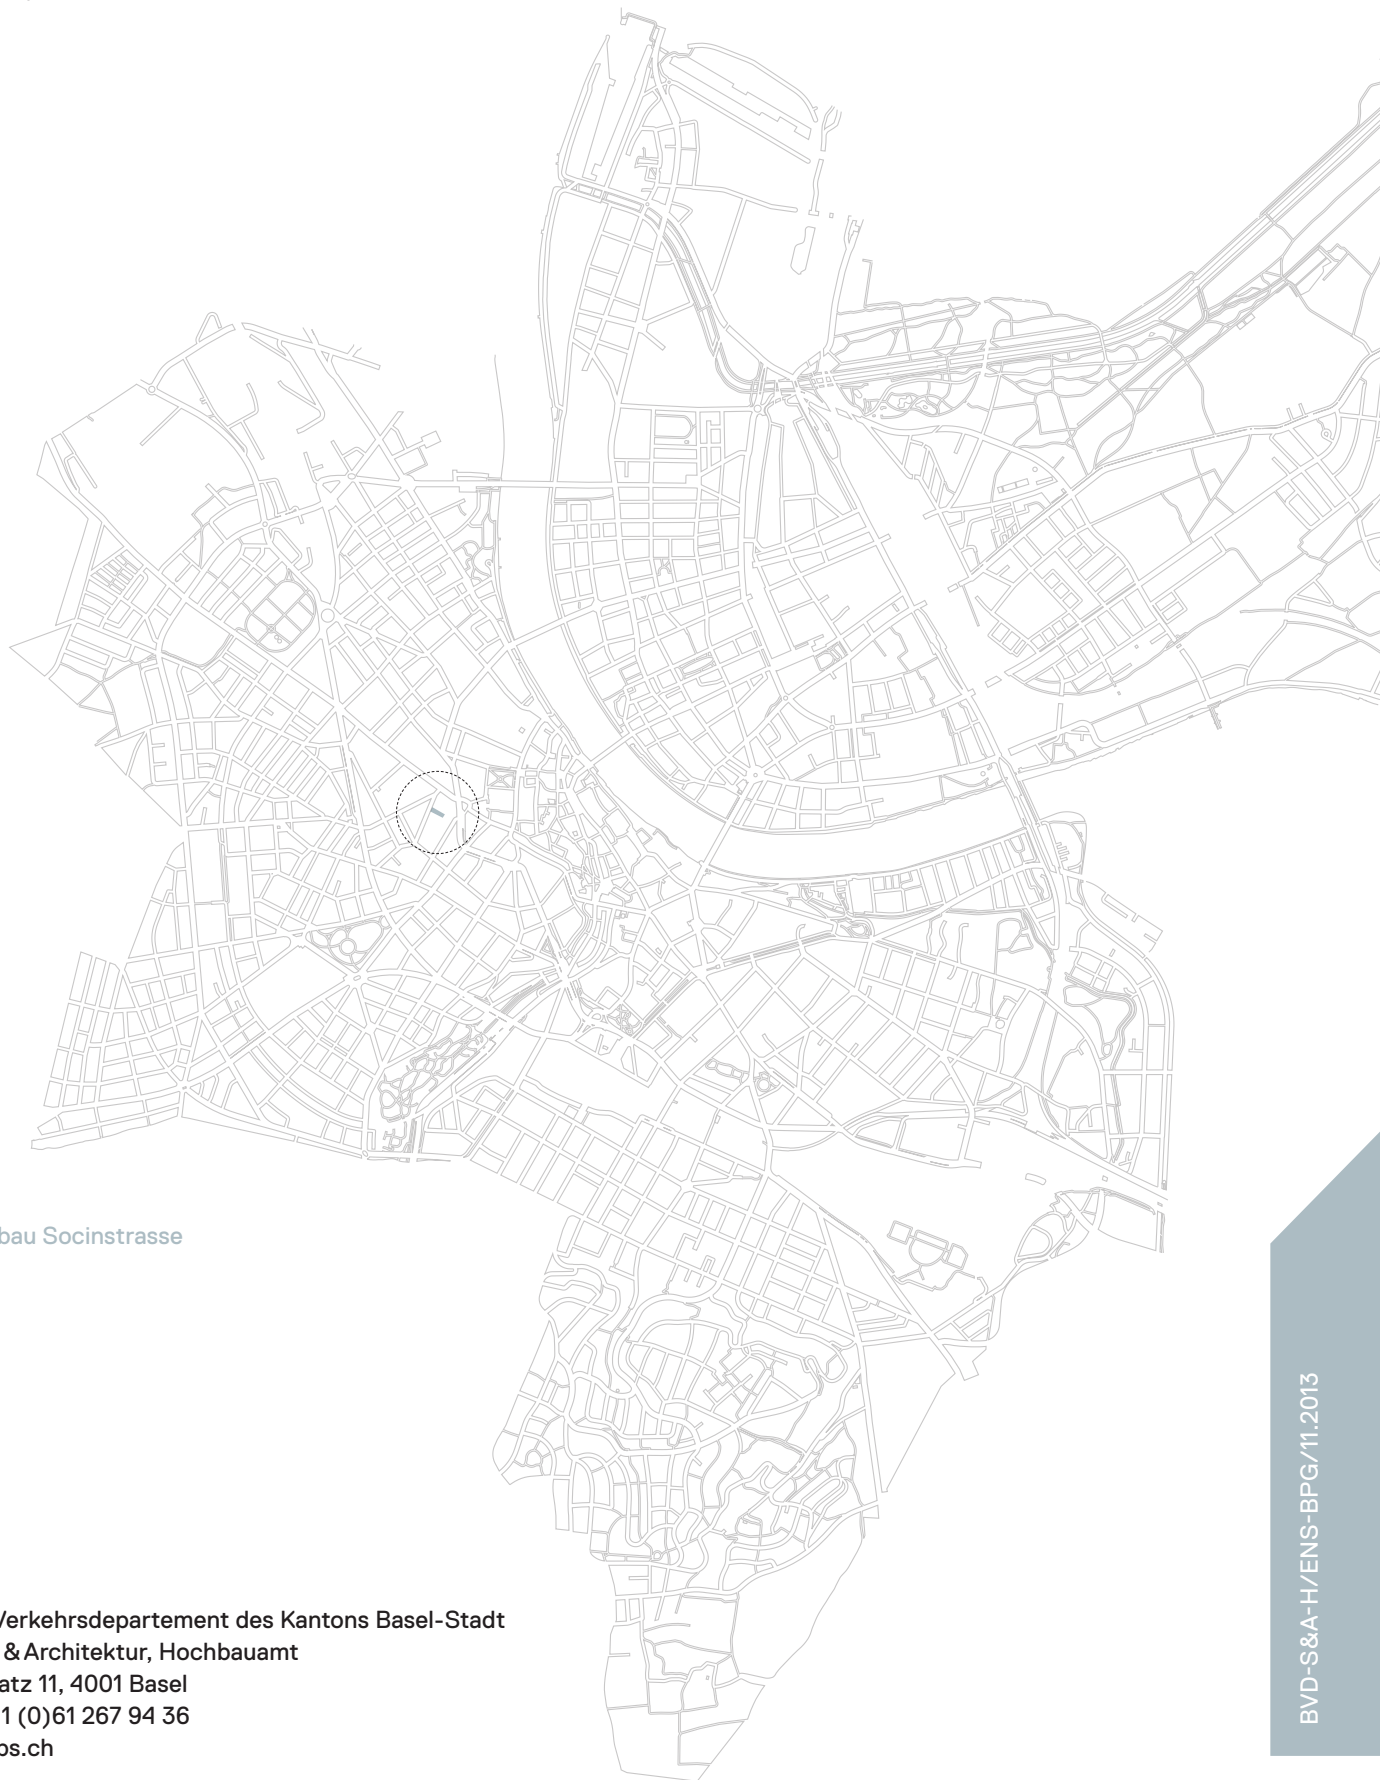 bau Socinstrasse
Verkehrsdepartement des Kantons Basel-Stadt
& Architektur, Hochbauamt
atz 11, 4001 Basel
1 (0)61 267 94 36
bs.ch
BVD-S&A-H/ENS-BPG/11.2013